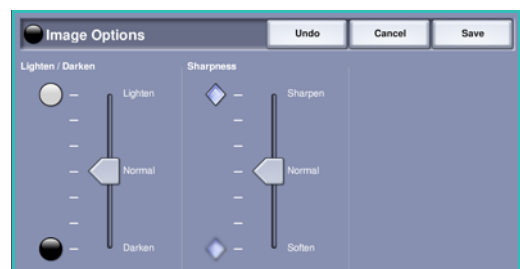 Image Options
Undo
Cancel
Save
Lighten / Darken
Sharpness
Lighten
Normal
Darken
Sharpen
Normal
Soften